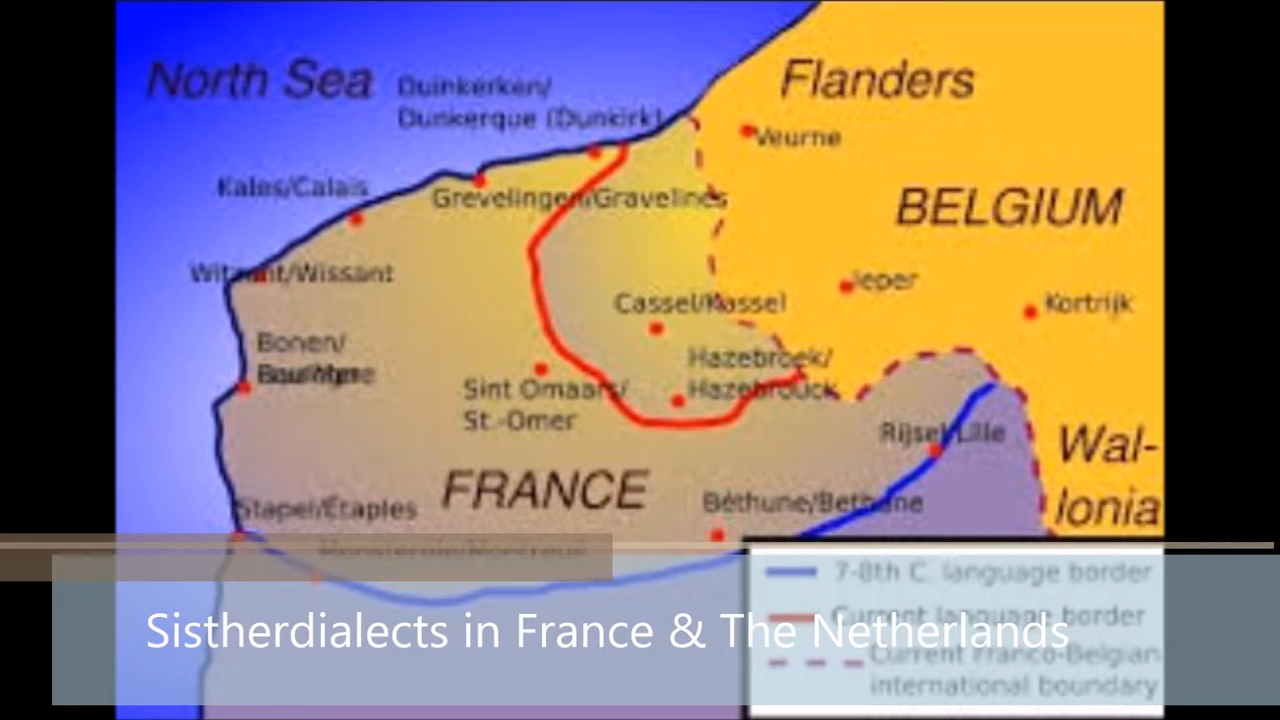 North Sea
Duinkerken/
Dunkerque (Dunkirk)
Flanders
Veurne
Kales/Calais
Grevelingen/Gravelines
BELGIUM
Witzant/Wissant
Ieper
Cassel/Kassel
Kortrijk
Bonen/
Hazebroek/
Hazebrouck
Sint Omaars/
St.-Omer
Rijsel/Lille
Wal-
lonia
FRANCE
Stapel/Etaples
Béthune/Bethune
7-8th C. language border
Current language border
Current Franco-Belgian
international boundary
Sistherdialects in France & The Netherlands